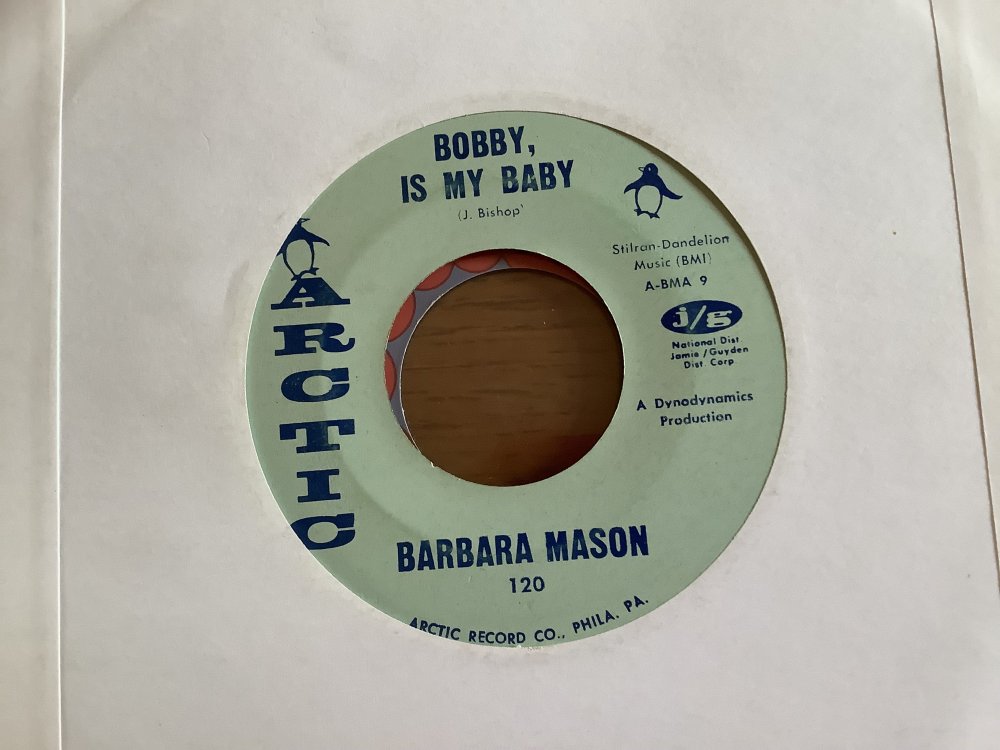 BOBBY,
IS MY BABY
(J. Bishop)
ARCTIC
Stilran-Dandelion
Music (BMI)
A-BMA 9
j/g
National Dist.
Jamie/Guyden
Dist. Corp
A Dynodynamics
Production
BARBARA MASON
120
ARCTIC RECORD CO., PHILA. PA.